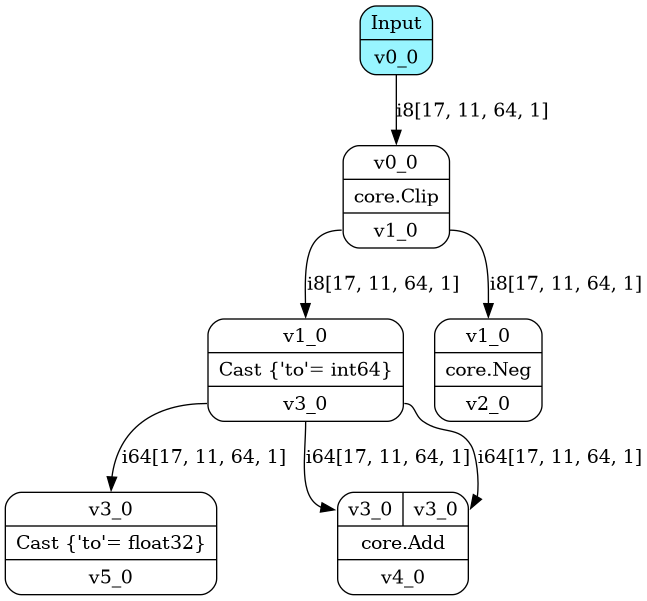 Input
v0_0
i8[17, 11, 64, 1]
v0_0
core.Clip
v1_0
i8[17, 11, 64, 1]
i8[17, 11, 64, 1]
v1_0
Cast {'to'= int64}
v3_0
v1_0
core.Neg
v2_0
i64[17, 11, 64, 1]
i64[17, 11, 64, 1]
i64[17, 11, 64, 1]
v3_0
Cast {'to'= float32}
v5_0
v3_0 v3_0
core.Add
v4_0